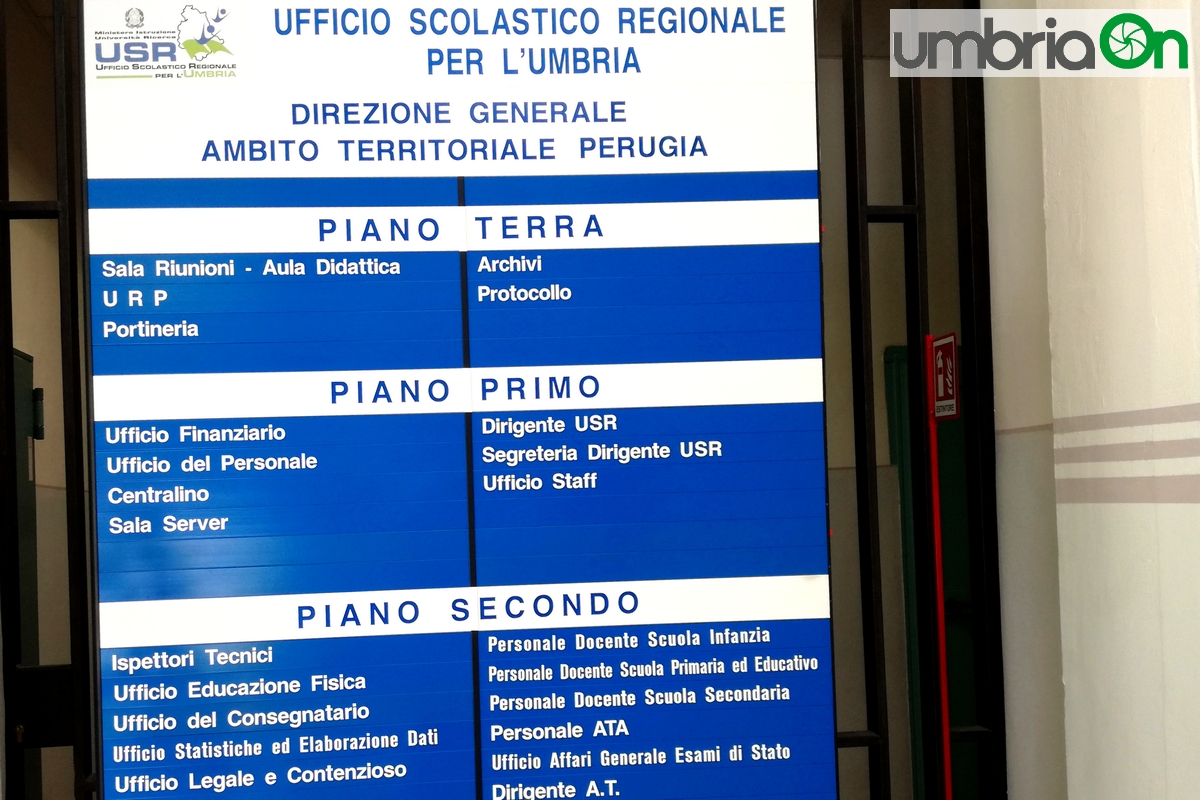 Ministero Istruzione
Università Ricerca
USR
UFFICIO SCOLASTICO REGIONALE
PER L'UMBRIA
UFFICIO SCOLASTICO REGIONALE
PER L'UMBRIA
umbriaOn
DIREZIONE GENERALE
AMBITO TERRITORIALE PERUGIA
PIANO TERRA
Sala Riunioni - Aula Didattica
U R P
Portineria
Archivi
Protocollo
PIANO PRIMO
Ufficio Finanziario
Ufficio del Personale
Centralino
Sala Server
Dirigente USR
Segreteria Dirigente USR
Ufficio Staff
ESTINTORE
PIANO SECONDO
Ispettori Tecnici
Ufficio Educazione Fisica
Ufficio del Consegnatario
Ufficio Statistiche ed Elaborazione Dati
Ufficio Legale e Contenzioso
Personale Docente Scuola Infanzia
Personale Docente Scuola Primaria ed Educativo
Personale Docente Scuola Secondaria
Personale ATA
Ufficio Affari Generale Esami di Stato
Dirigente A.T.